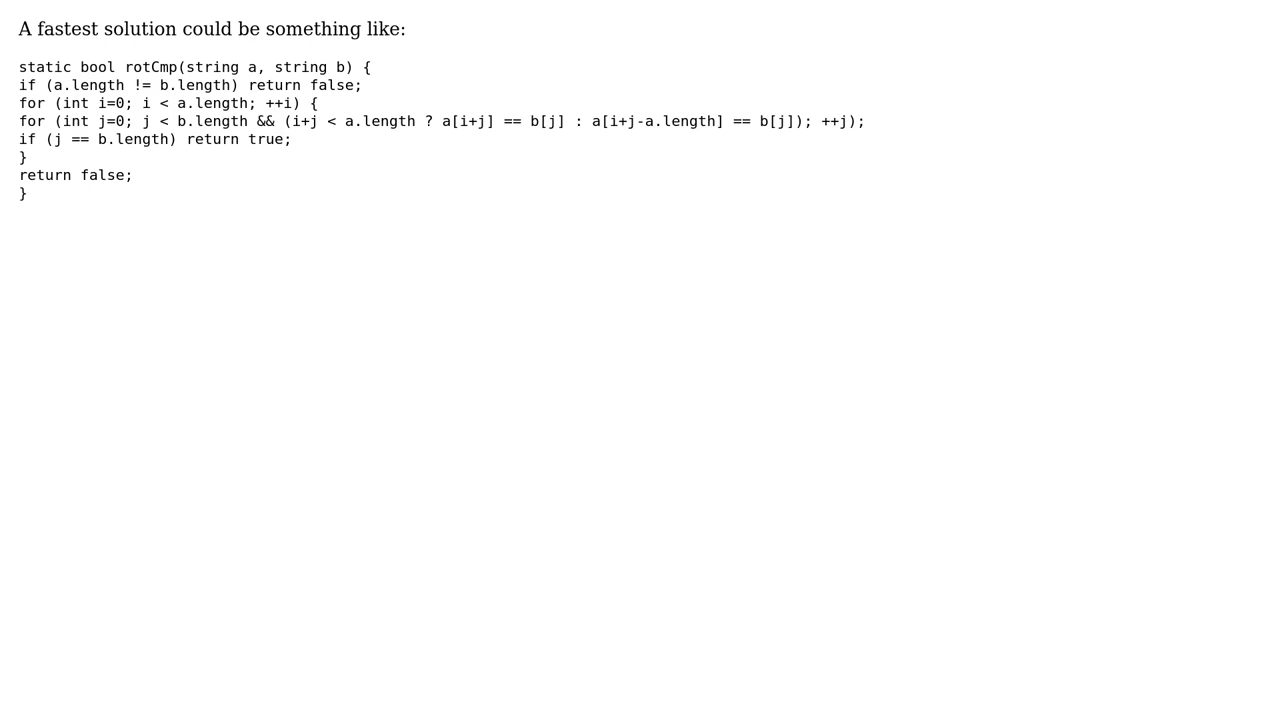 A fastest solution could be something like:
static bool rotCmp(string a, string b) {
if (a.length != b.length) return false;
for (int i=0; i < a.length; ++i) {
for (int j=0; j < b.length && (i+j < a.length ? a[i+j] == b[j] : a[i+j-a.length] == b[j]); ++j);
if (j == b.length) return true;
}
return false;
}